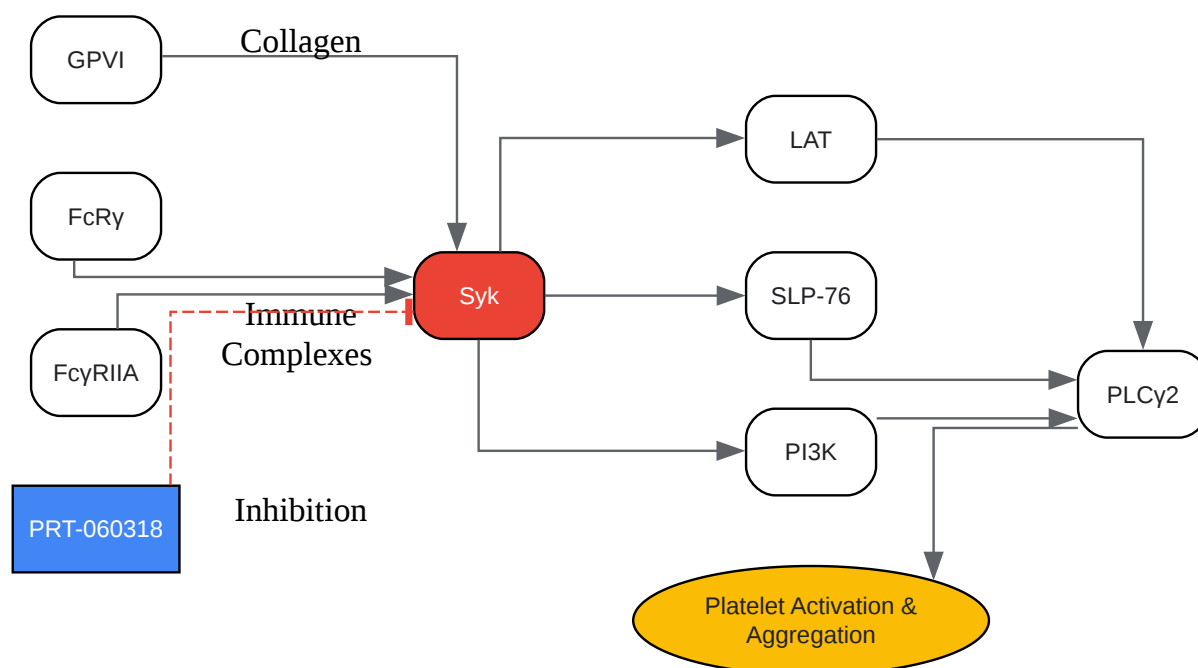 GPVI
Collagen
LAT
FcRγ
Syk
SLP-76
Immune
Complexes
FcγRIIA
PLCγ2
PI3K
Inhibition
PRT-060318
Platelet Activation &
Aggregation